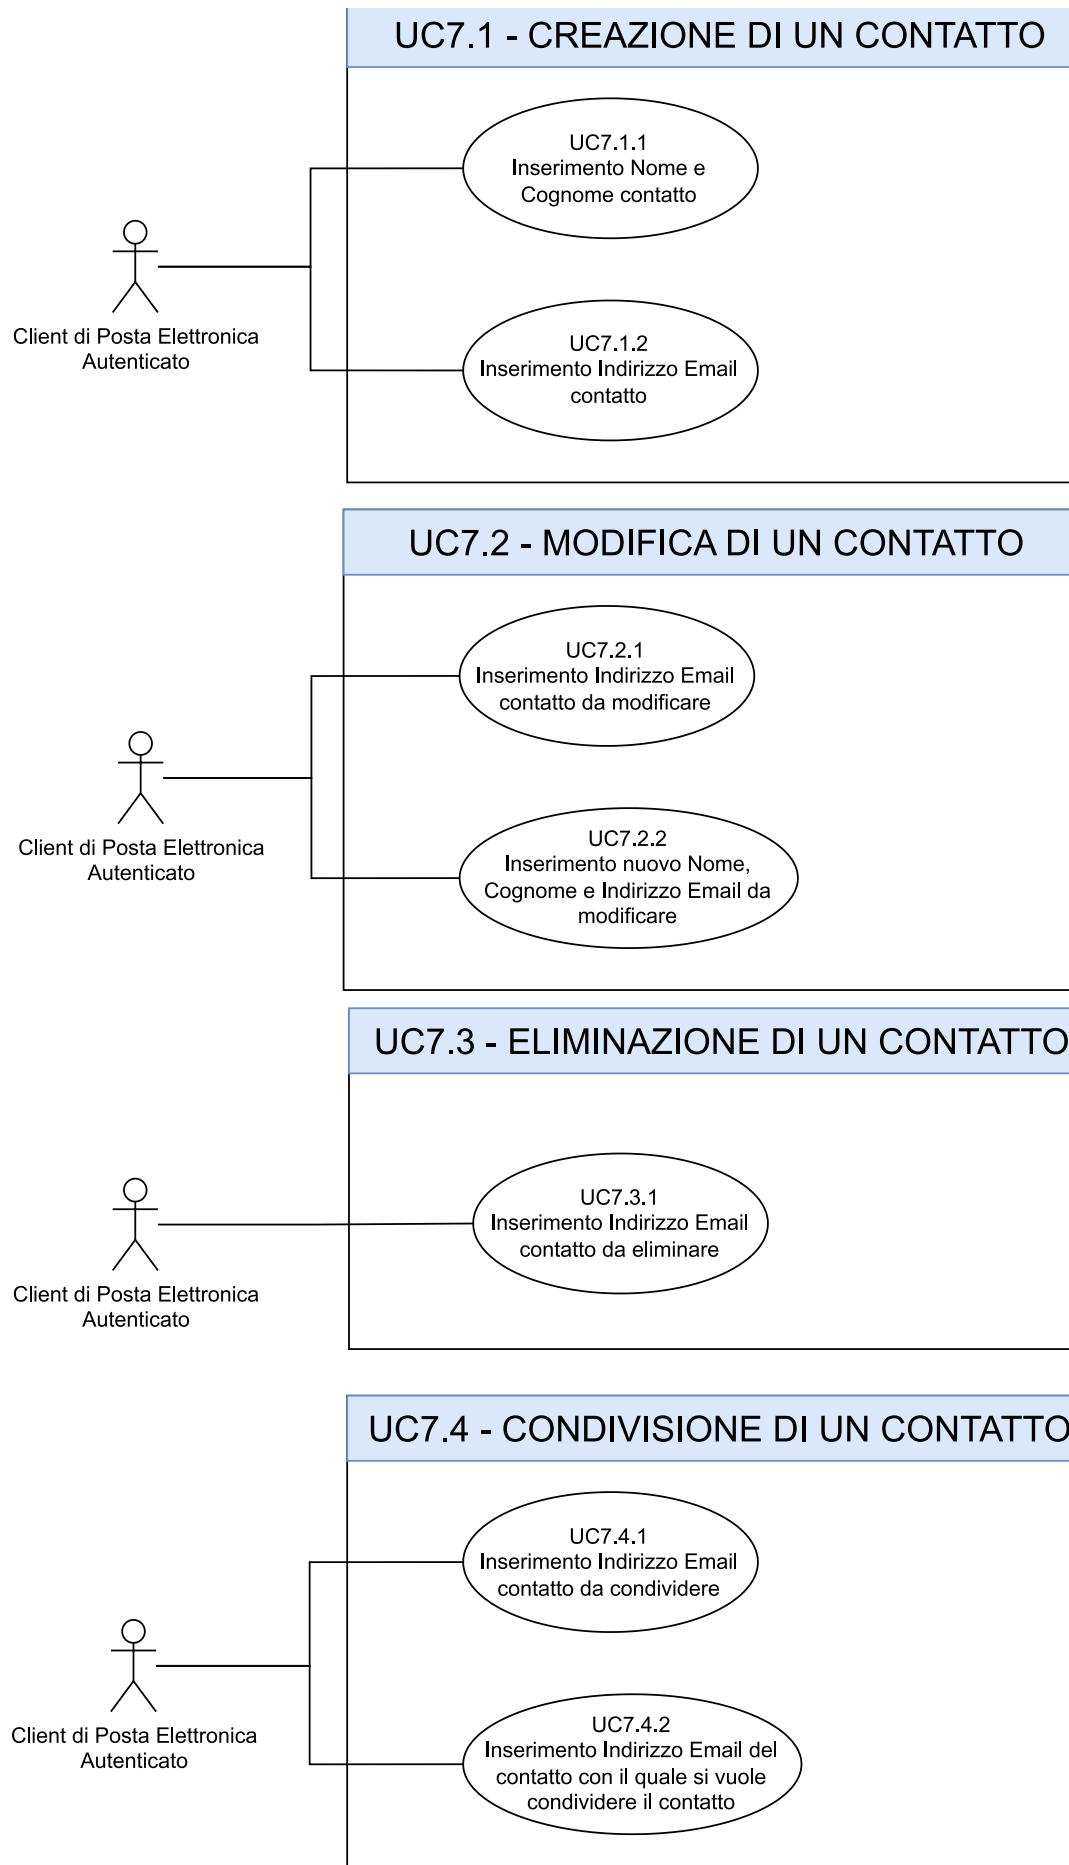 UC7.1 - CREAZIONE DI UN CONTATTO
UC7.1.1
Inserimento Nome e
Cognome contatto
Client di Posta Elettronica
Autenticato
UC7.1.2
Inserimento Indirizzo Email
contatto
UC7.2 - MODIFICA DI UN CONTATTO
UC7.2.1
Inserimento Indirizzo Email
contatto da modificare
Client di Posta Elettronica
Autenticato
UC7.2.2
Inserimento nuovo Nome,
Cognome e Indirizzo Email da
modificare
UC7.3 - ELIMINAZIONE DI UN CONTATTO
UC7.3.1
Inserimento Indirizzo Email
contatto da eliminare
Client di Posta Elettronica
Autenticato
UC7.4 - CONDIVISIONE DI UN CONTATTO
UC7.4.1
Inserimento Indirizzo Email
contatto da condividere
Client di Posta Elettronica
Autenticato
UC7.4.2
Inserimento Indirizzo Email del
contatto con il quale si vuole
condividere il contatto